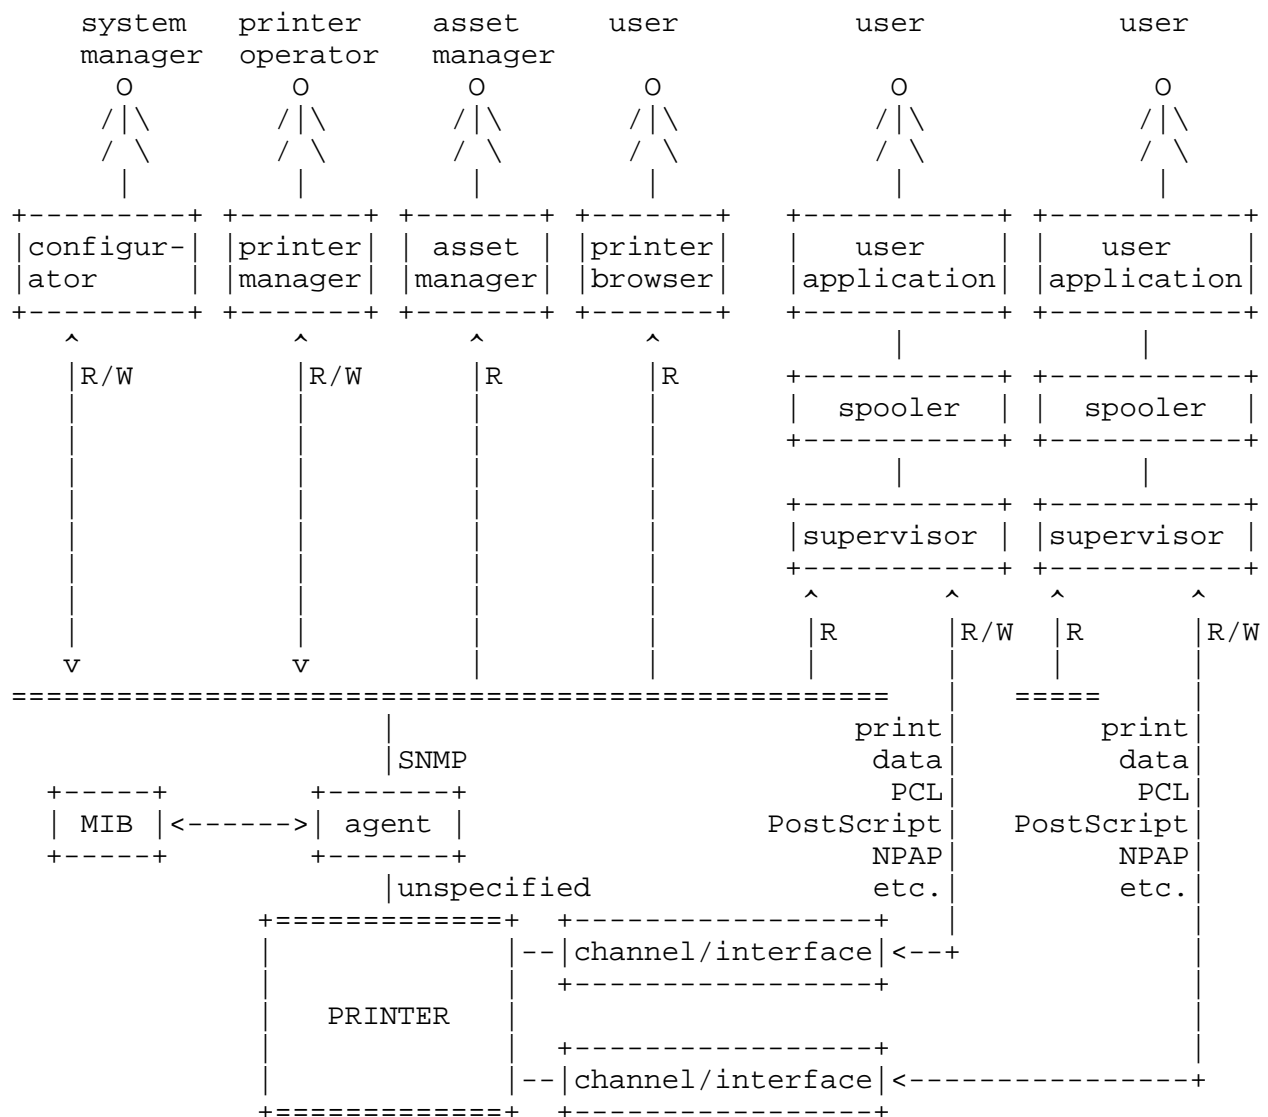 system printer asset user user user
manager operator manager
O O O O O O
configur- printer asset printer user user
ator manager manager browser application application
R/W R/W R R
spooler spooler
supervisor supervisor
R R/W R R/W
print print
SNMP data data
PCL PCL
MIB agent PostScript PostScript
NPAP NPAP
unspecified etc. etc.
channel/interface
PRINTER
channel/interface